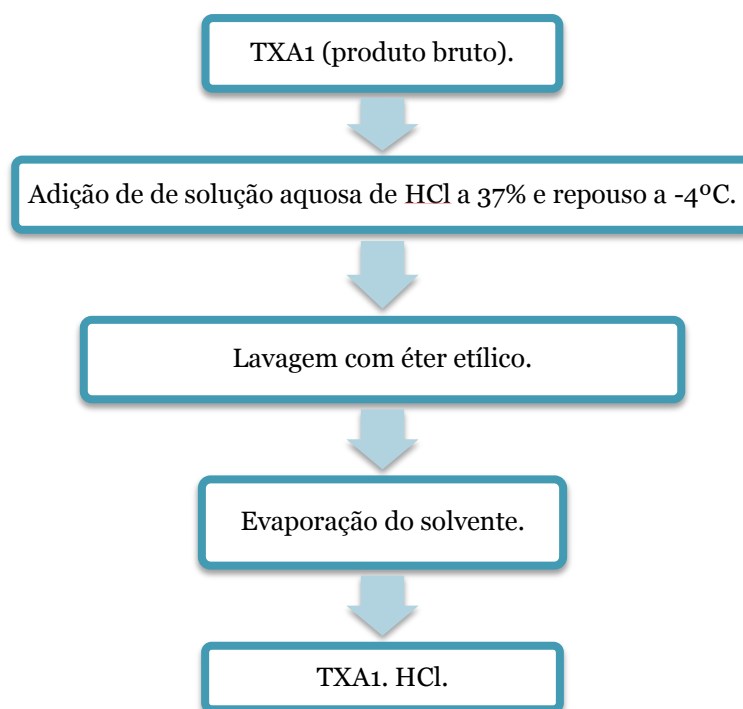 TXA1 (produto bruto).
Adição de de solução aquosa de HCl a 37% e repouso a -4ºC.
Lavagem com éter etílico.
Evaporação do solvente.
TXA1. HCl.